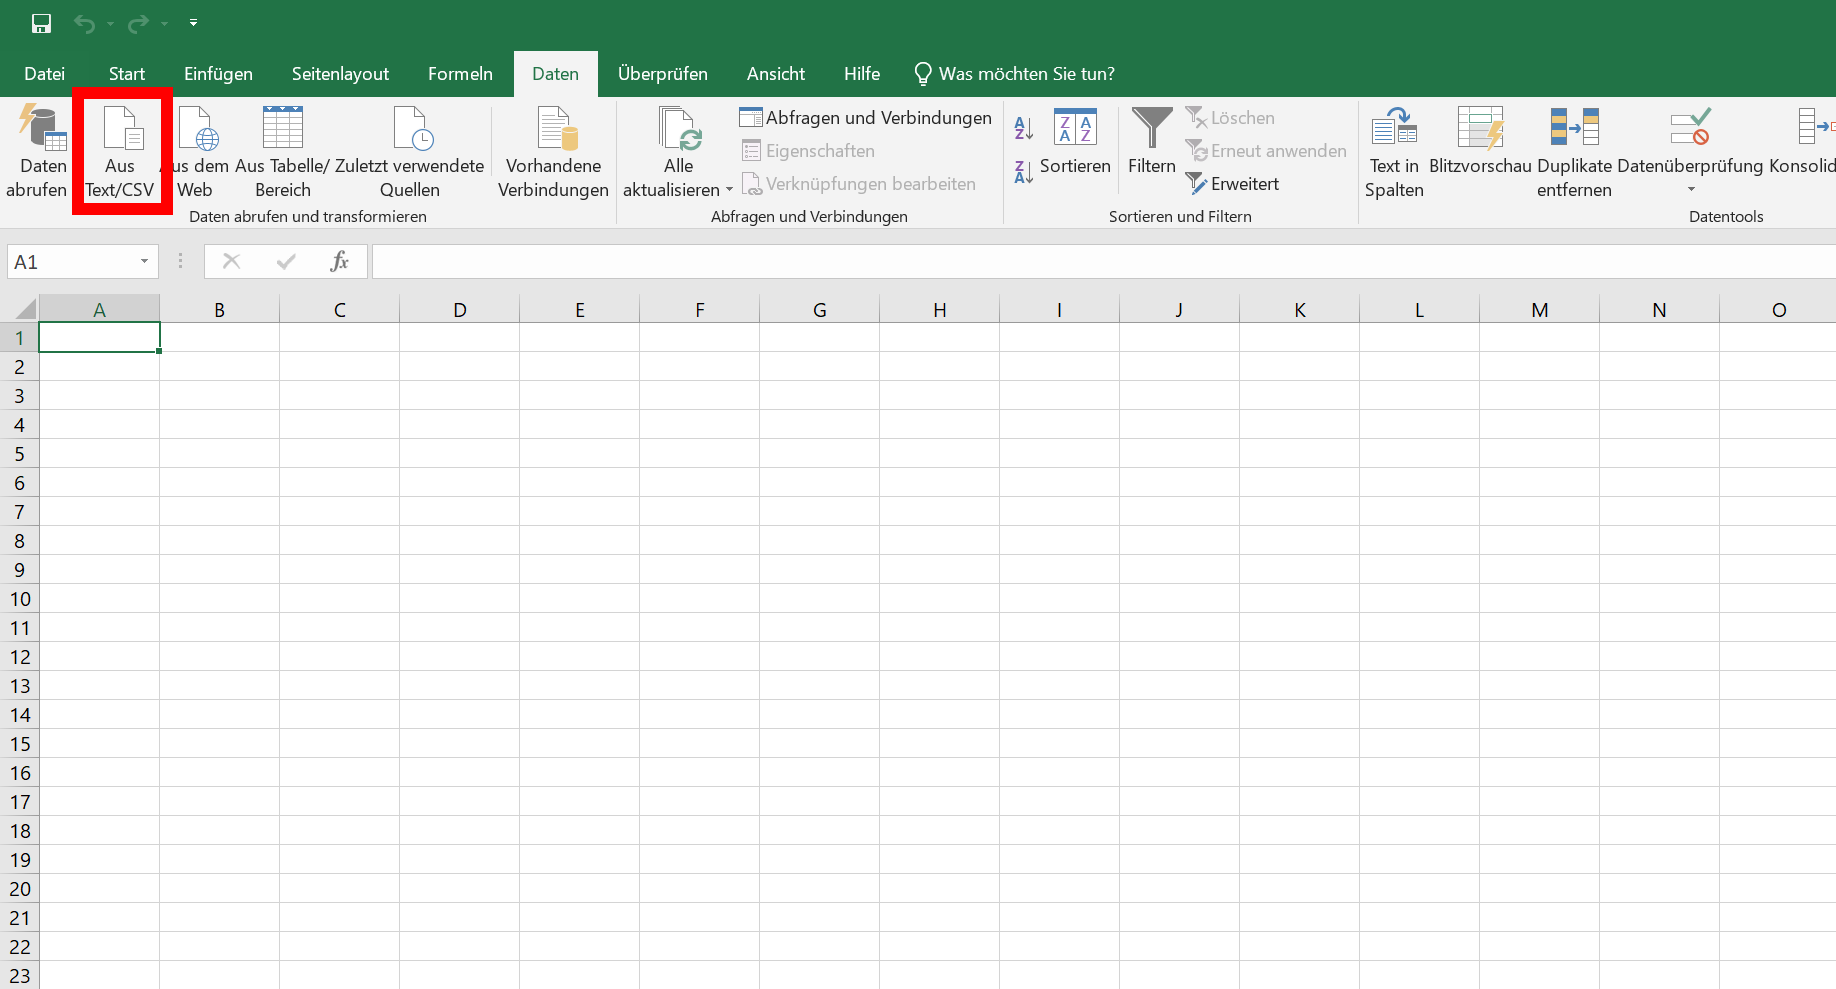 Datei Start Einfügen Seitenlayout Formeln Daten Überprüfen Ansicht Hilfe Was möchten Sie tun?
Daten abrufen
Aus Text/CSV
Aus dem Web
Aus Tabelle/ Bereich
Zuletzt verwendete Quellen
Vorhandene Verbindungen
Daten abrufen und transformieren
Alle aktualisieren
Abfragen und Verbindungen
Eigenschaften
Verknüpfungen bearbeiten
Abfragen und Verbindungen
Sortieren
Filtern
Löschen
Erneut anwenden
Erweitert
Sortieren und Filtern
Text in Spalten
Blitzvorschau
Duplikate entfernen
Datenüberprüfung
Konsolid
Datentools
A1
fx
A B C D E F G H I J K L M N O
1
2
3
4
5
6
7
8
9
10
11
12
13
14
15
16
17
18
19
20
21
22
23